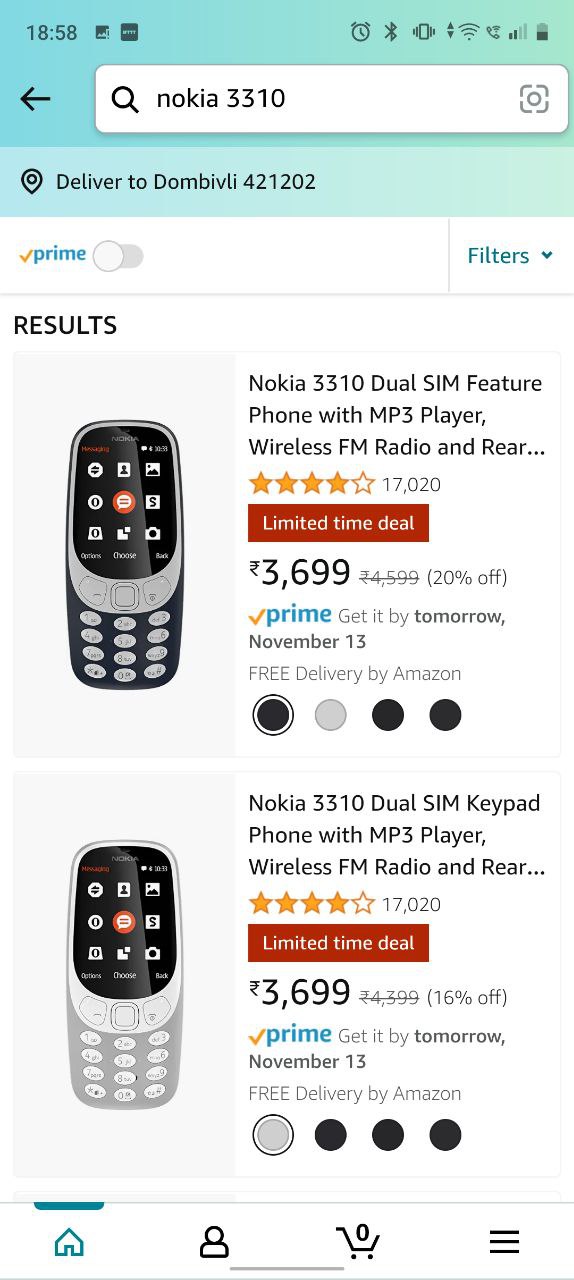 18:58
nokia 3310
Deliver to Dombivli 421202
prime
Filters
RESULTS
Nokia 3310 Dual SIM Feature
Phone with MP3 Player,
Wireless FM Radio and Rear...
17,020
Limited time deal
₹3,699 ₹4,599 (20% off)
prime Get it by tomorrow,
November 13
FREE Delivery by Amazon
NOKIA
Messaging 10:33
Options Choose Back
Nokia 3310 Dual SIM Keypad
Phone with MP3 Player,
Wireless FM Radio and Rear...
17,020
Limited time deal
₹3,699 ₹4,399 (16% off)
prime Get it by tomorrow,
November 13
FREE Delivery by Amazon
NOKIA
Messaging 10:33
Options Choose Back
0